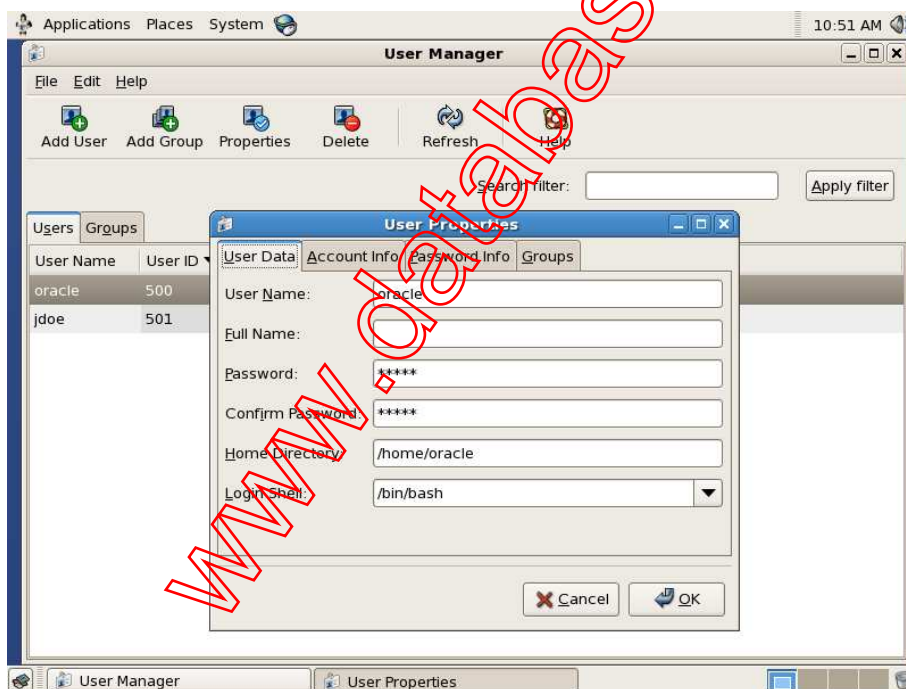 Applications Places System 10:51 AM
User Manager
File Edit Help
Add User Add Group Properties Delete Refresh Help
Search filter: Apply filter
Users Groups
User Name User ID
oracle 500
jdoe 501
User Properties
User Data Account Info Password Info Groups
User Name: oracle
Full Name:
Password: *****
Confirm Password: *****
Home Directory: /home/oracle
Login Shell: /bin/bash
Cancel OK
User Manager User Properties
www.databas